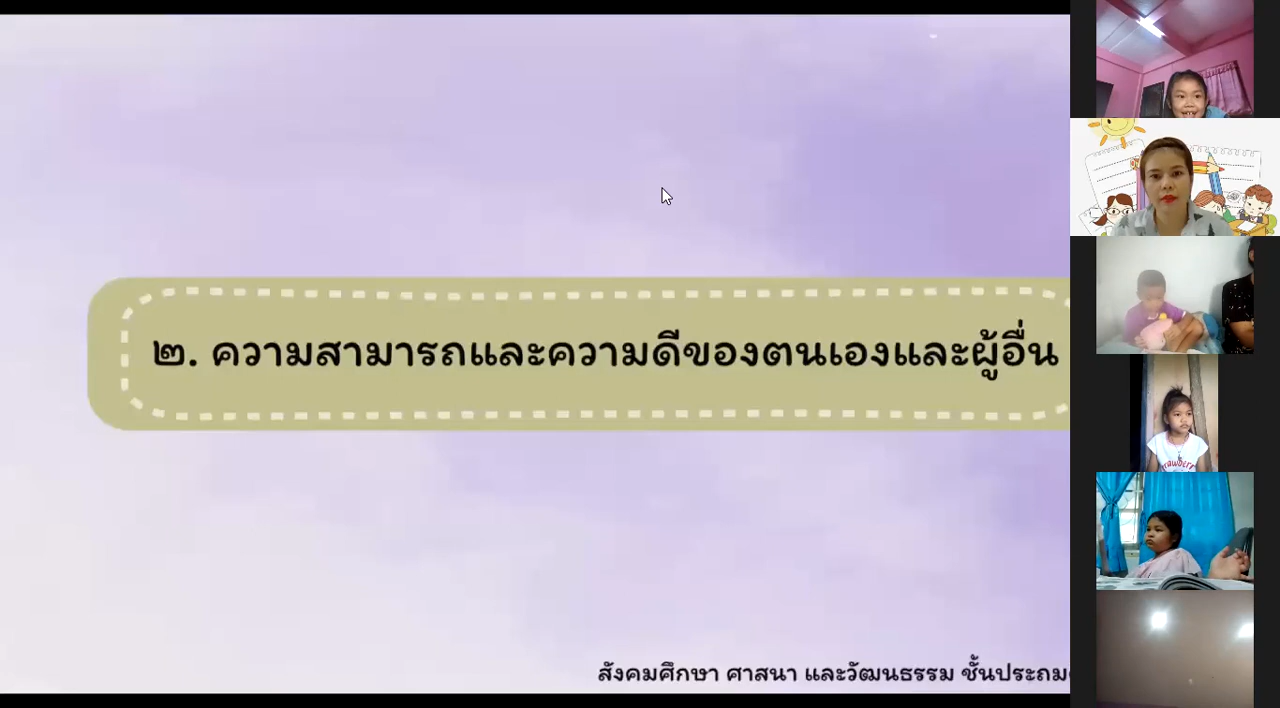 ๒. ความสามารถและความดีของตนเองและผู้อื่น
สังคมศึกษา ศาสนา และวัฒนธรรม ชั้นประถม